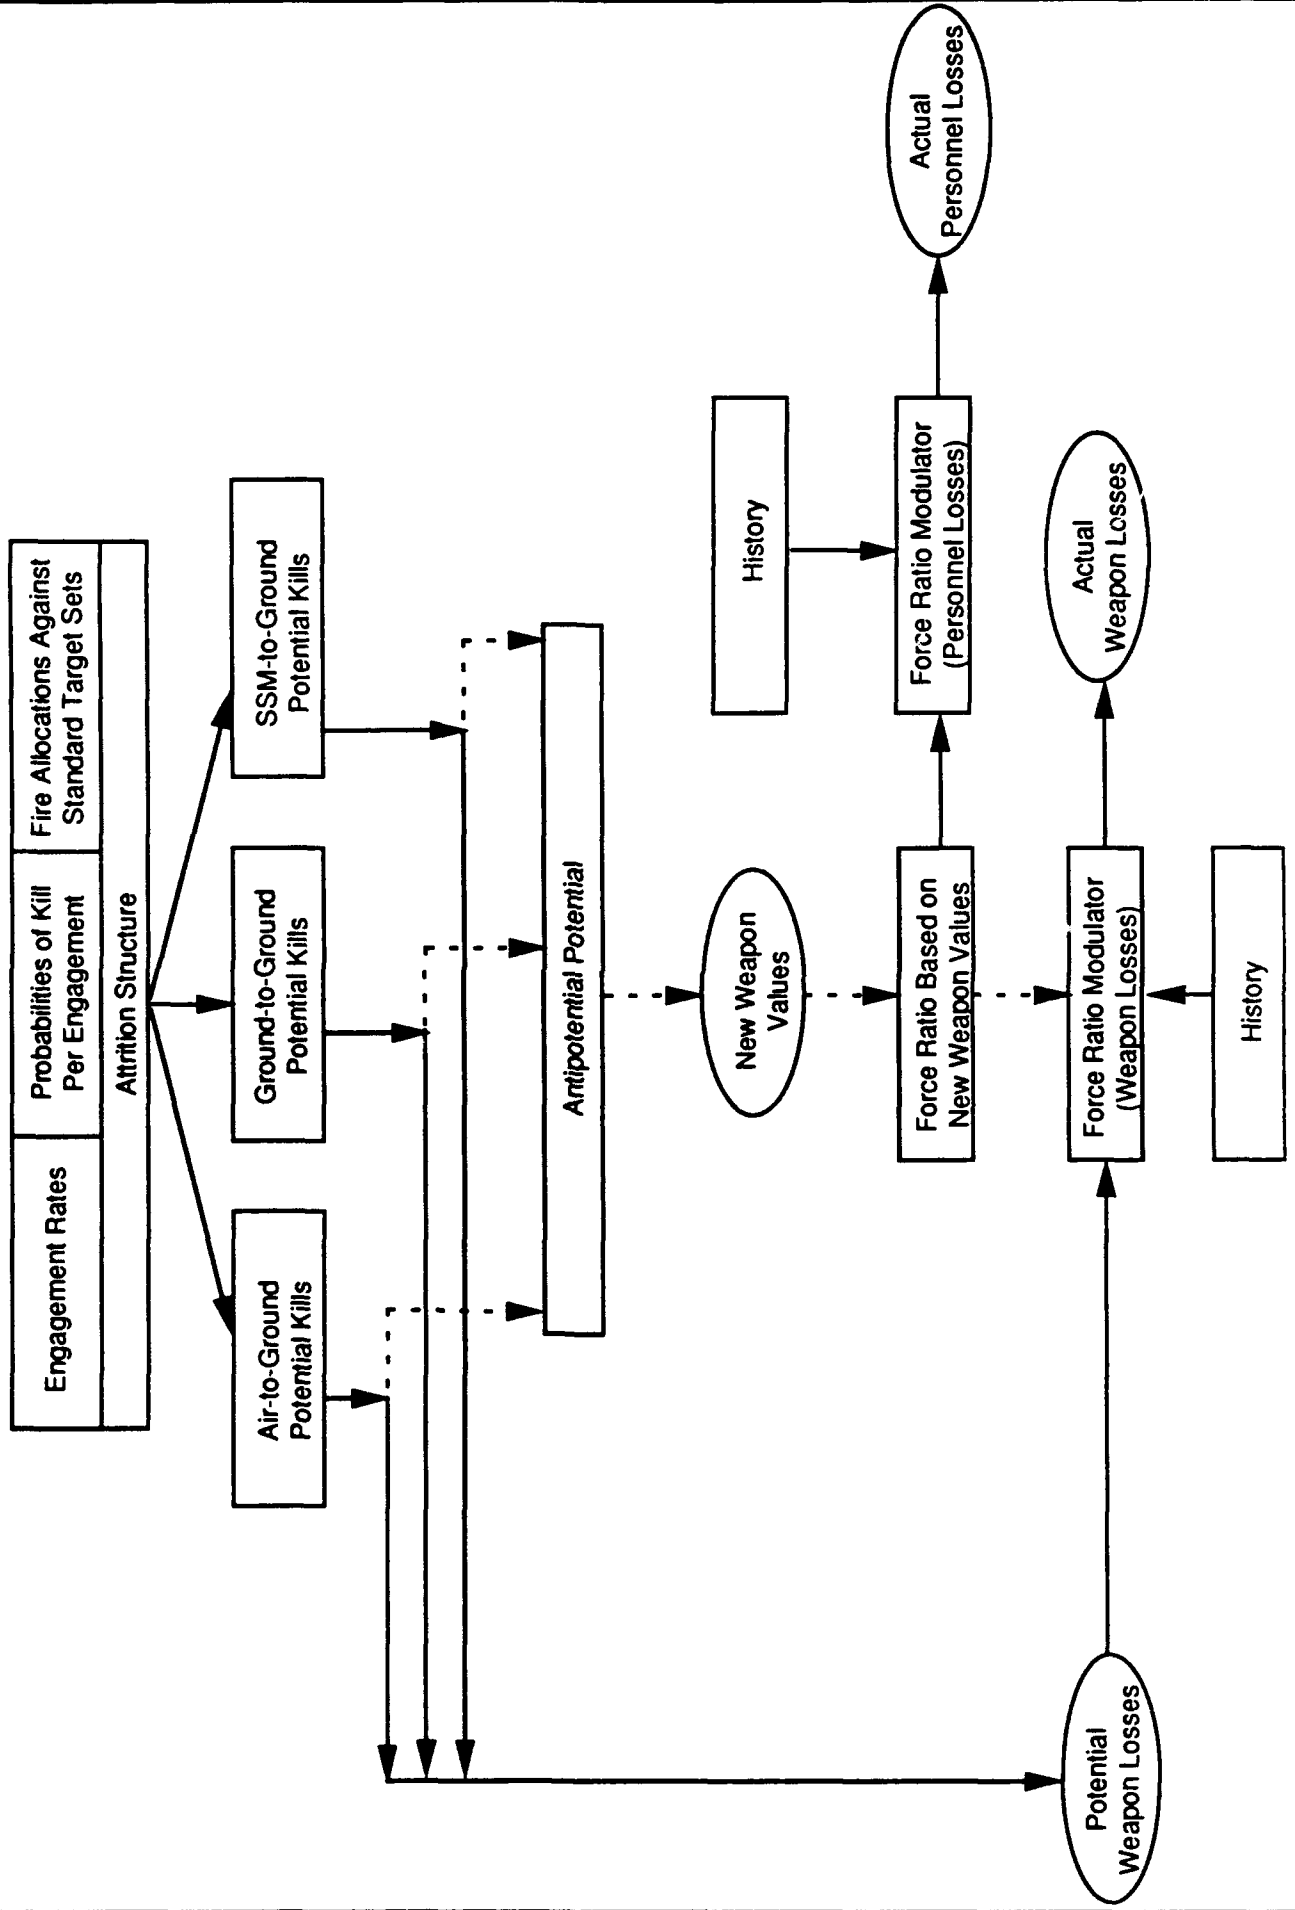 Engagement Rates
Probabilities of Kill
Per Engagement
Fire Allocations Against
Standard Target Sets
Attrition Structure
Air-to-Ground
Potential Kills
Ground-to-Ground
Potential Kills
SSM-to-Ground
Potential Kills
Antipotential Potential
New Weapon
Values
History
Force Ratio Based on
New Weapon Values
Force Ratio Modulator
(Personnel Losses)
Actual
Personnel Losses
Potential
Weapon Losses
Force Ratio Modulator
(Weapon Losses)
Actual
Weapon Losses
History